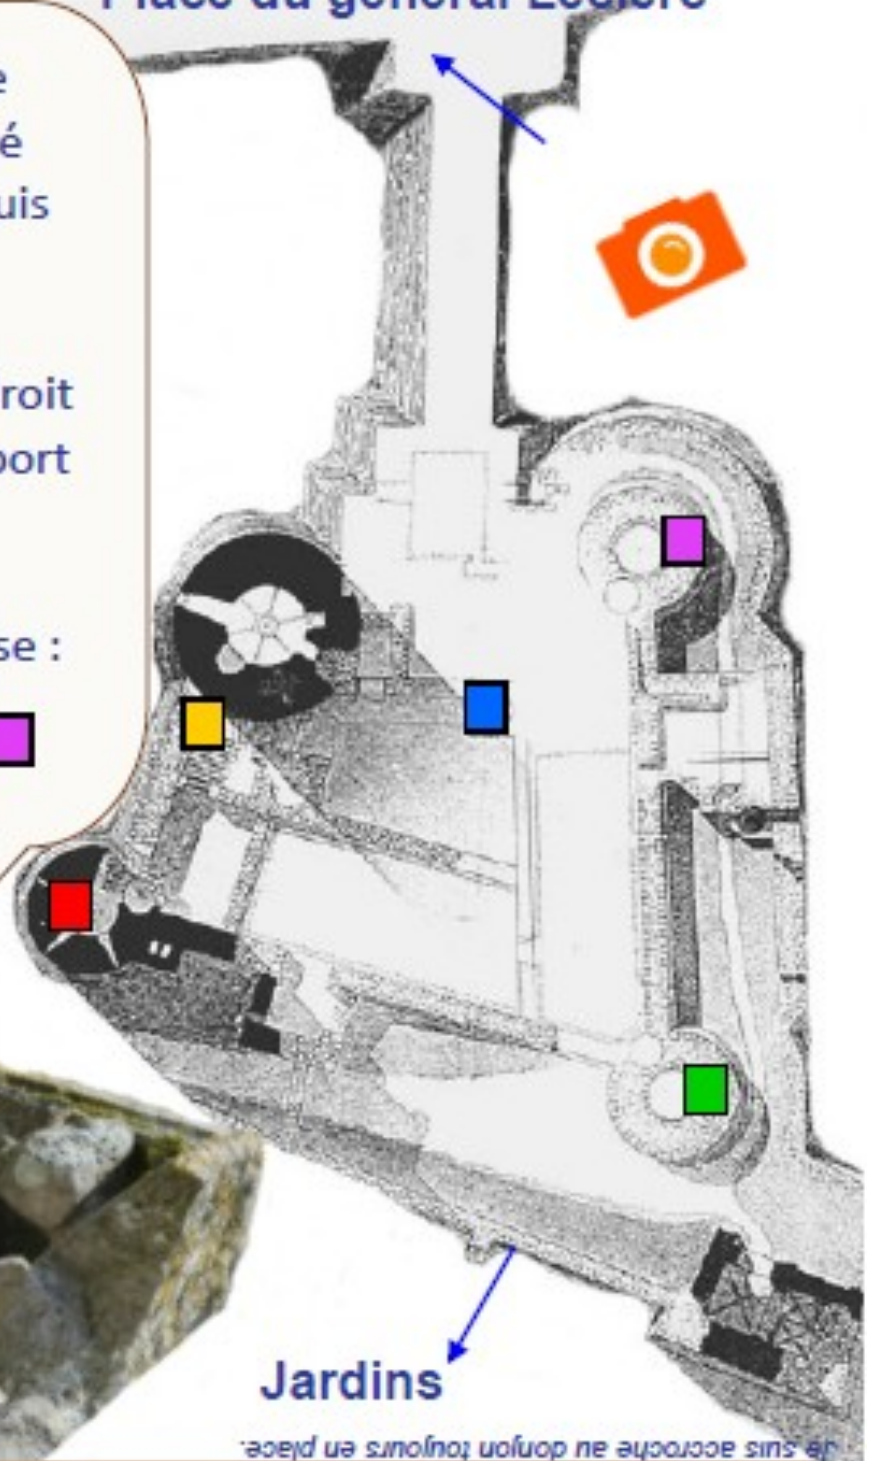 Place du général Leclerc
e
é
uis
roit
port
se :
Jardins
Je suis accroché au donjon toujours en place.